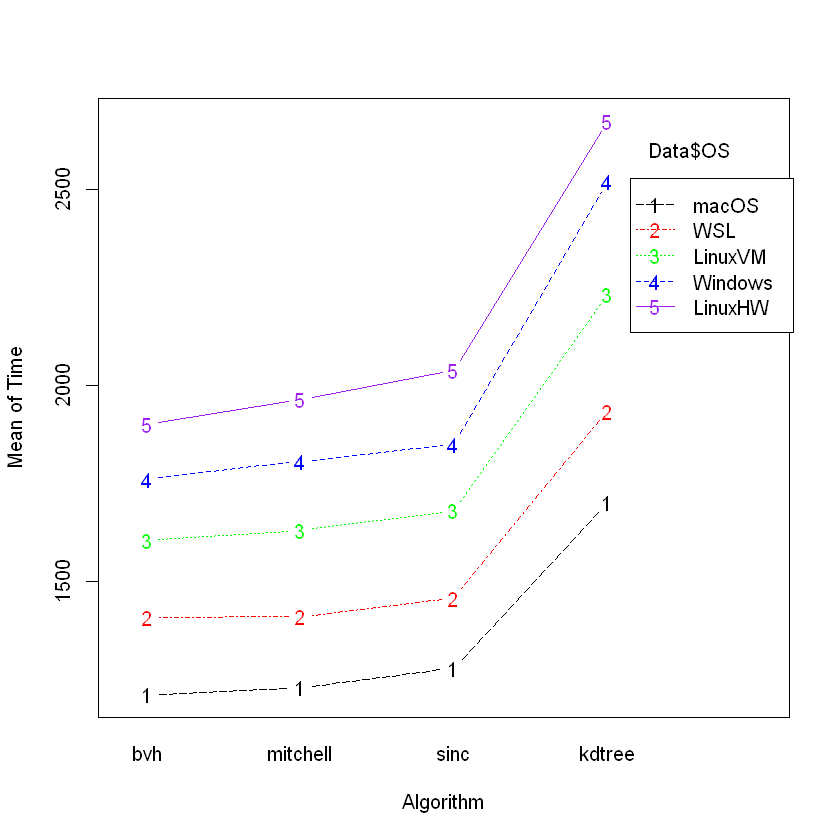 Data$OS
1 macOS
2 WSL
3 LinuxVM
4 Windows
5 LinuxHW
Mean of Time
2500
2000
1500
5
4
3
2
1
5
4
3
2
1
5
4
3
2
1
5
4
3
2
1
bvh mitchell sinc kdtree
Algorithm